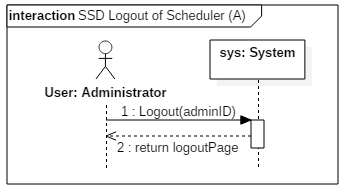 interaction SSD Logout of Scheduler (A)
sys: System
User: Administrator
1 : Logout(adminID)
2 : return logoutPage